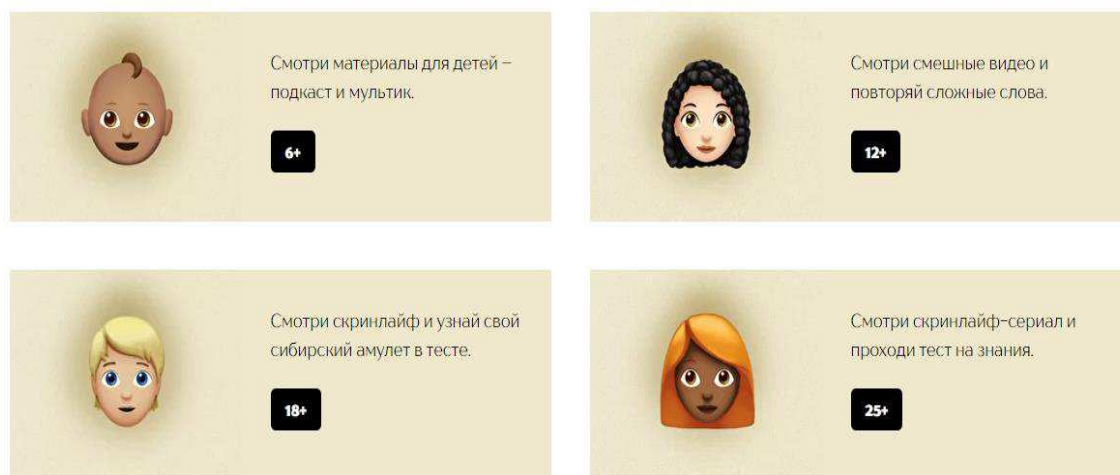 Смотри материалы для детей –
подкаст и мультик.
6+
Смотри смешные видео и
повторяй сложные слова.
12+
Смотри скринлайф и узнай свой
сибирский амулет в тесте.
18+
Смотри скринлайф-сериал и
проходи тест на знания.
25+